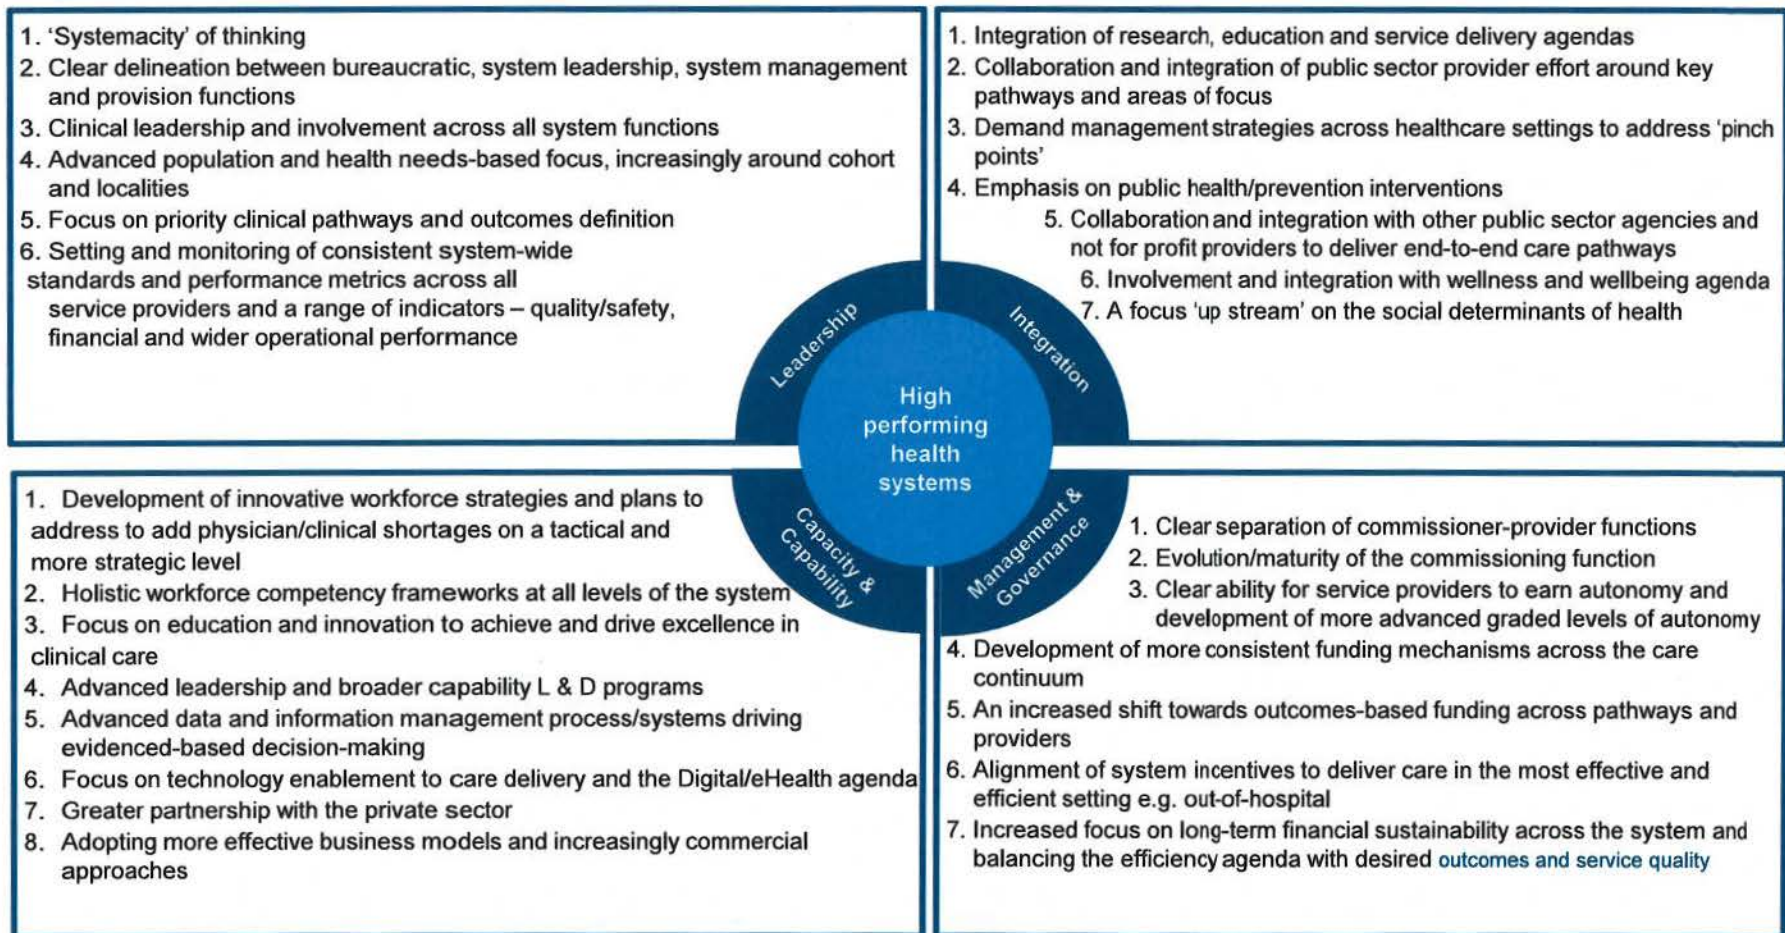 1. ‘Systemacity’ of thinking
2. Clear delineation between bureaucratic, system leadership, system management
and provision functions
3. Clinical leadership and involvement across all system functions
4. Advanced population and health needs-based focus, increasingly around cohort
and localities
5. Focus on priority clinical pathways and outcomes definition
6. Setting and monitoring of consistent system-wide
standards and performance metrics across all
service providers and a range of indicators – quality/safety,
financial and wider operational performance
1. Integration of research, education and service delivery agendas
2. Collaboration and integration of public sector provider effort around key
pathways and areas of focus
3. Demand management strategies across healthcare settings to address ‘pinch
points’
4. Emphasis on public health/prevention interventions
5. Collaboration and integration with other public sector agencies and
not for profit providers to deliver end-to-end care pathways
6. Involvement and integration with wellness and wellbeing agenda
7. A focus ‘up stream’ on the social determinants of health
Leadership
Integration
High
performing
health
systems
Capacity &
Capability
Management &
Governance
1. Development of innovative workforce strategies and plans to
address to add physician/clinical shortages on a tactical and
more strategic level
2. Holistic workforce competency frameworks at all levels of the system
3. Focus on education and innovation to achieve and drive excellence in
clinical care
4. Advanced leadership and broader capability L & D programs
5. Advanced data and information management process/systems driving
evidenced-based decision-making
6. Focus on technology enablement to care delivery and the Digital/eHealth agenda
7. Greater partnership with the private sector
8. Adopting more effective business models and increasingly commercial
approaches
1. Clear separation of commissioner-provider functions
2. Evolution/maturity of the commissioning function
3. Clear ability for service providers to earn autonomy and
development of more advanced graded levels of autonomy
4. Development of more consistent funding mechanisms across the care
continuum
5. An increased shift towards outcomes-based funding across pathways and
providers
6. Alignment of system incentives to deliver care in the most effective and
efficient setting e.g. out-of-hospital
7. Increased focus on long-term financial sustainability across the system and
balancing the efficiency agenda with desired outcomes and service quality